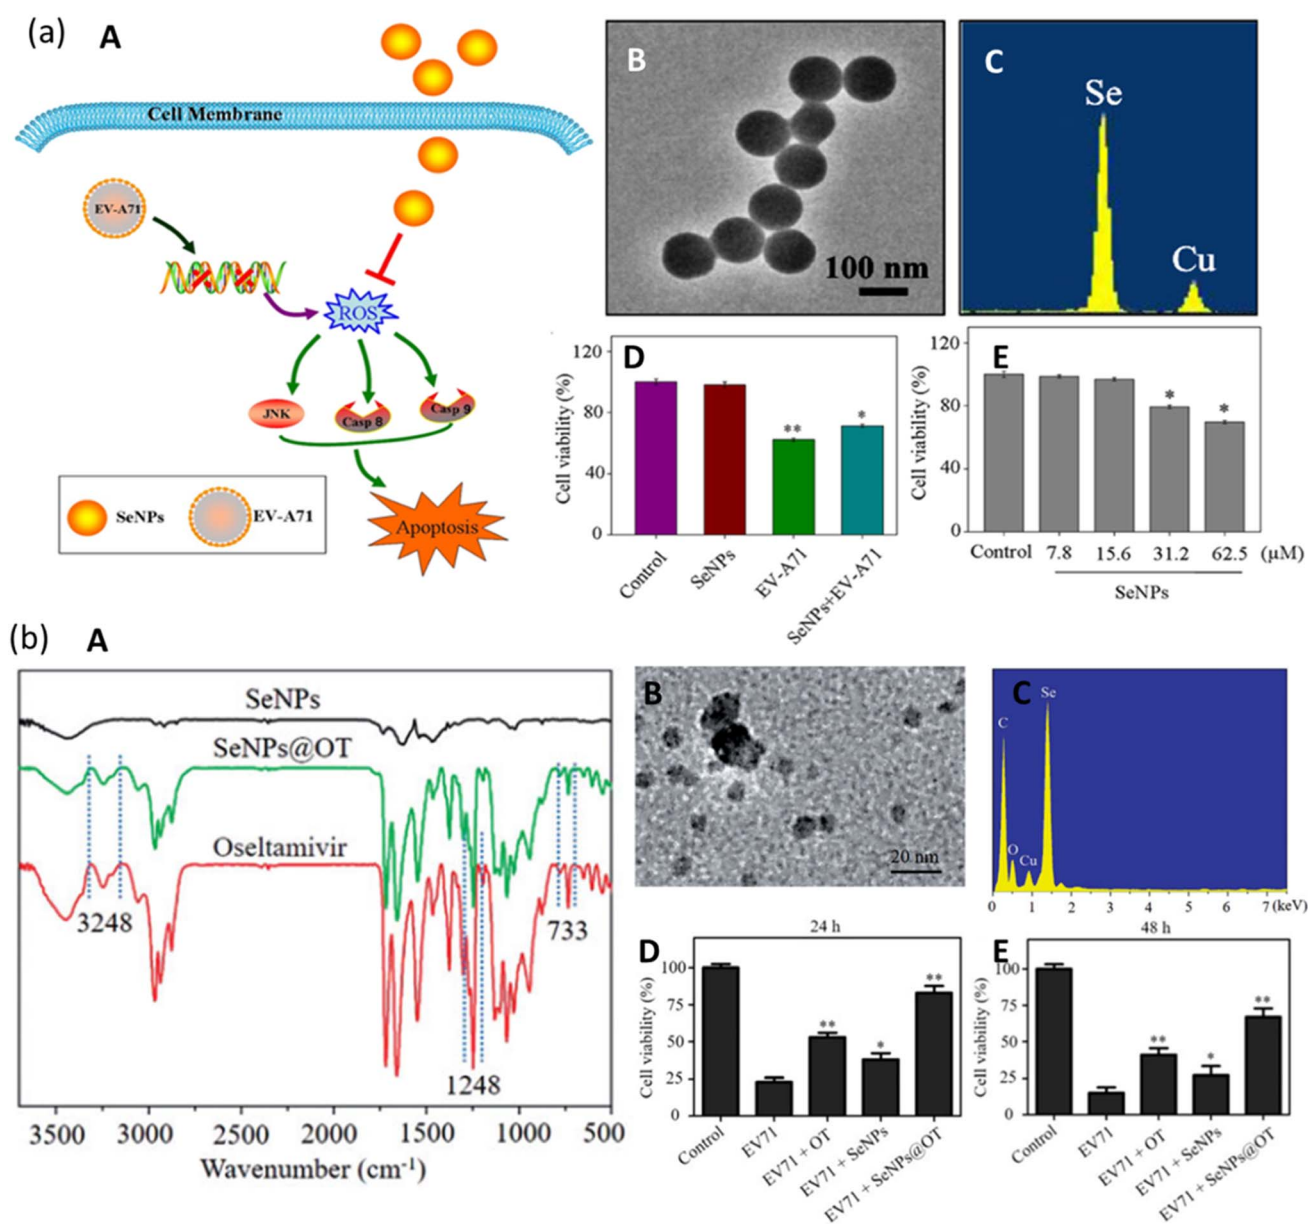 (a) A
Cell Membrane
EV-A71
ROS
JNK
Casp 8
Casp 9
Apoptosis
SeNPs
EV-A71
B
100 nm
C
Se
Cu
D
Cell viability (%)
120
80
40
0
**
*
Control
SeNPs
EV-A71
SeNPs+EV-A71
E
Cell viability (%)
120
80
40
0
*
*
Control 7.8 15.6 31.2 62.5 (μM)
SeNPs
(b) A
SeNPs
SeNPs@OT
Oseltamivir
3248
733
1248
3500 3000 2500 2000 1500 1000 500
Wavenumber (cm-1)
B
20 nm
C
C
O
Cu
Se
0 1 2 3 4 5 6 7 (keV)
24 h
D
Cell viability (%)
100
75
50
25
0
**
*
**
Control
EV71
EV71 + OT
EV71 + SeNPs
EV71 + SeNPs@OT
48 h
E
Cell viability (%)
100
75
50
25
0
**
*
**
Control
EV71
EV71 + OT
EV71 + SeNPs
EV71 + SeNPs@OT